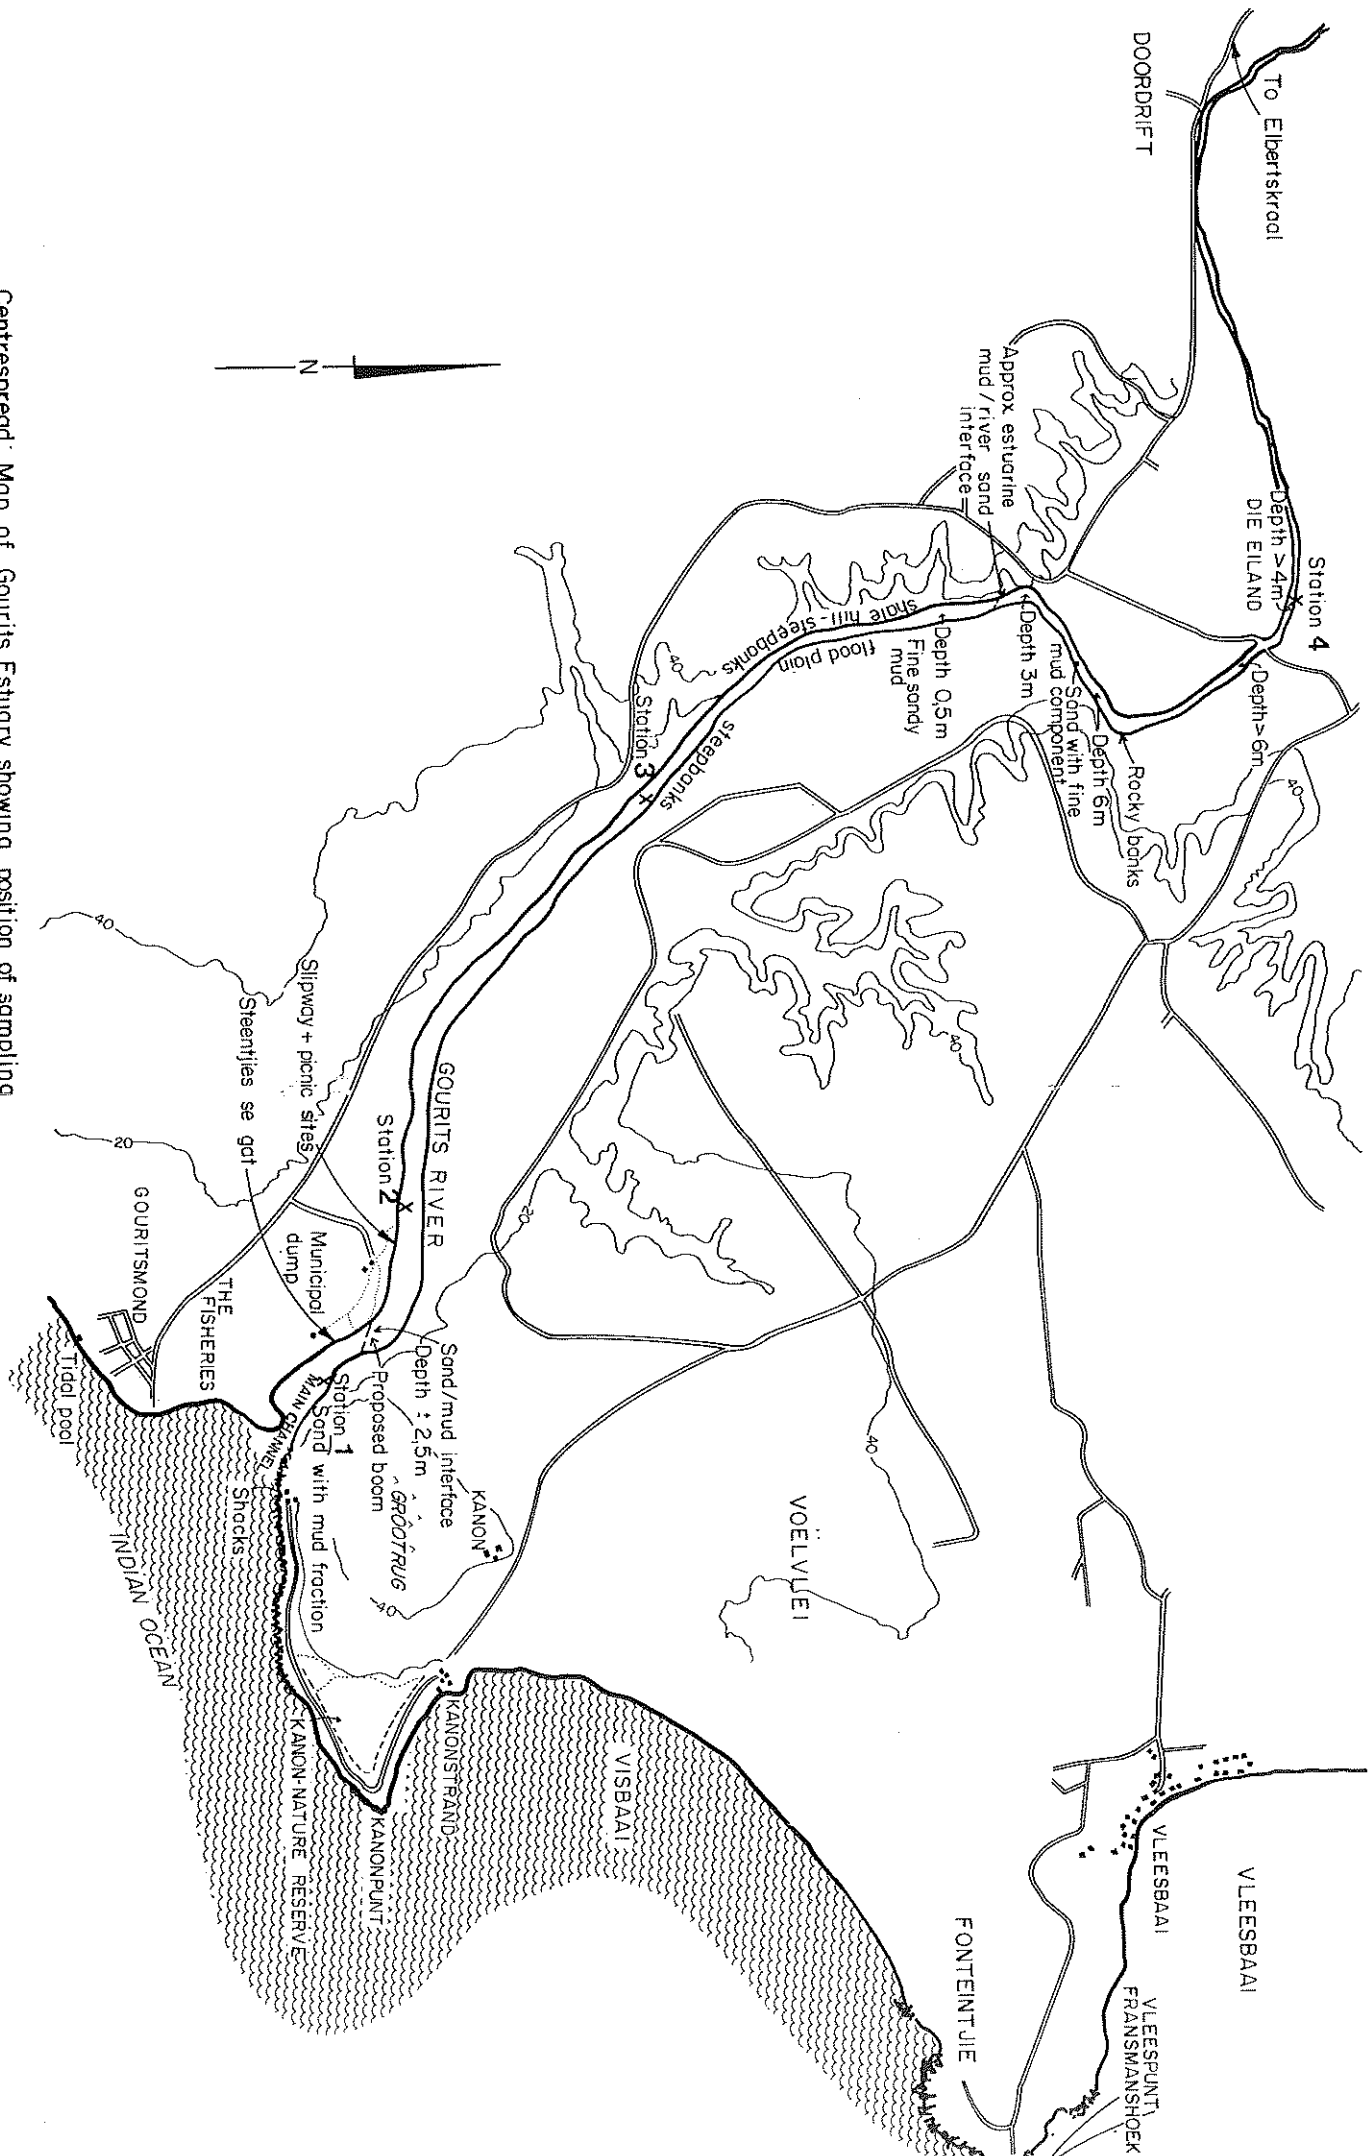 To Elbertskraal
DOORDRIFT
Station 4
Depth >4m
DIE EILAND
Depth >6m
40
Rocky banks
Depth 6m
Sand with fine
mud component
Depth 3m
Approx estuarine
mud/river sand
interface
Depth 0,5m
Fine sandy
mud
shale hill-steepbanks
flood plain
40
steepbanks
Station 3
40
40
N
GOURITS RIVER
Station 2
Slipway + picnic sites
Steentjies se gat
20
20
GOURITSMOND
THE
FISHERIES
Municipal
dump
Sand/mud interface
Depth ± 2,5m
Proposed boom
Station 1
Sand with mud fraction
MAIN CHANNEL
Shacks
Tidal pool
INDIAN OCEAN
KANON
GROOTRUG
40
40
VOËLVLIEI
KANONSTRAND
KANONPUNT
KANON-NATURE RESERVE
VISBAAI
VLEESBAAI
VLEESBAAI
VLEESPUNT\
FRANSMANSHOEK
FONTEINTJIE
Centrespread: Map of Gourits Estuary showing position of sampling